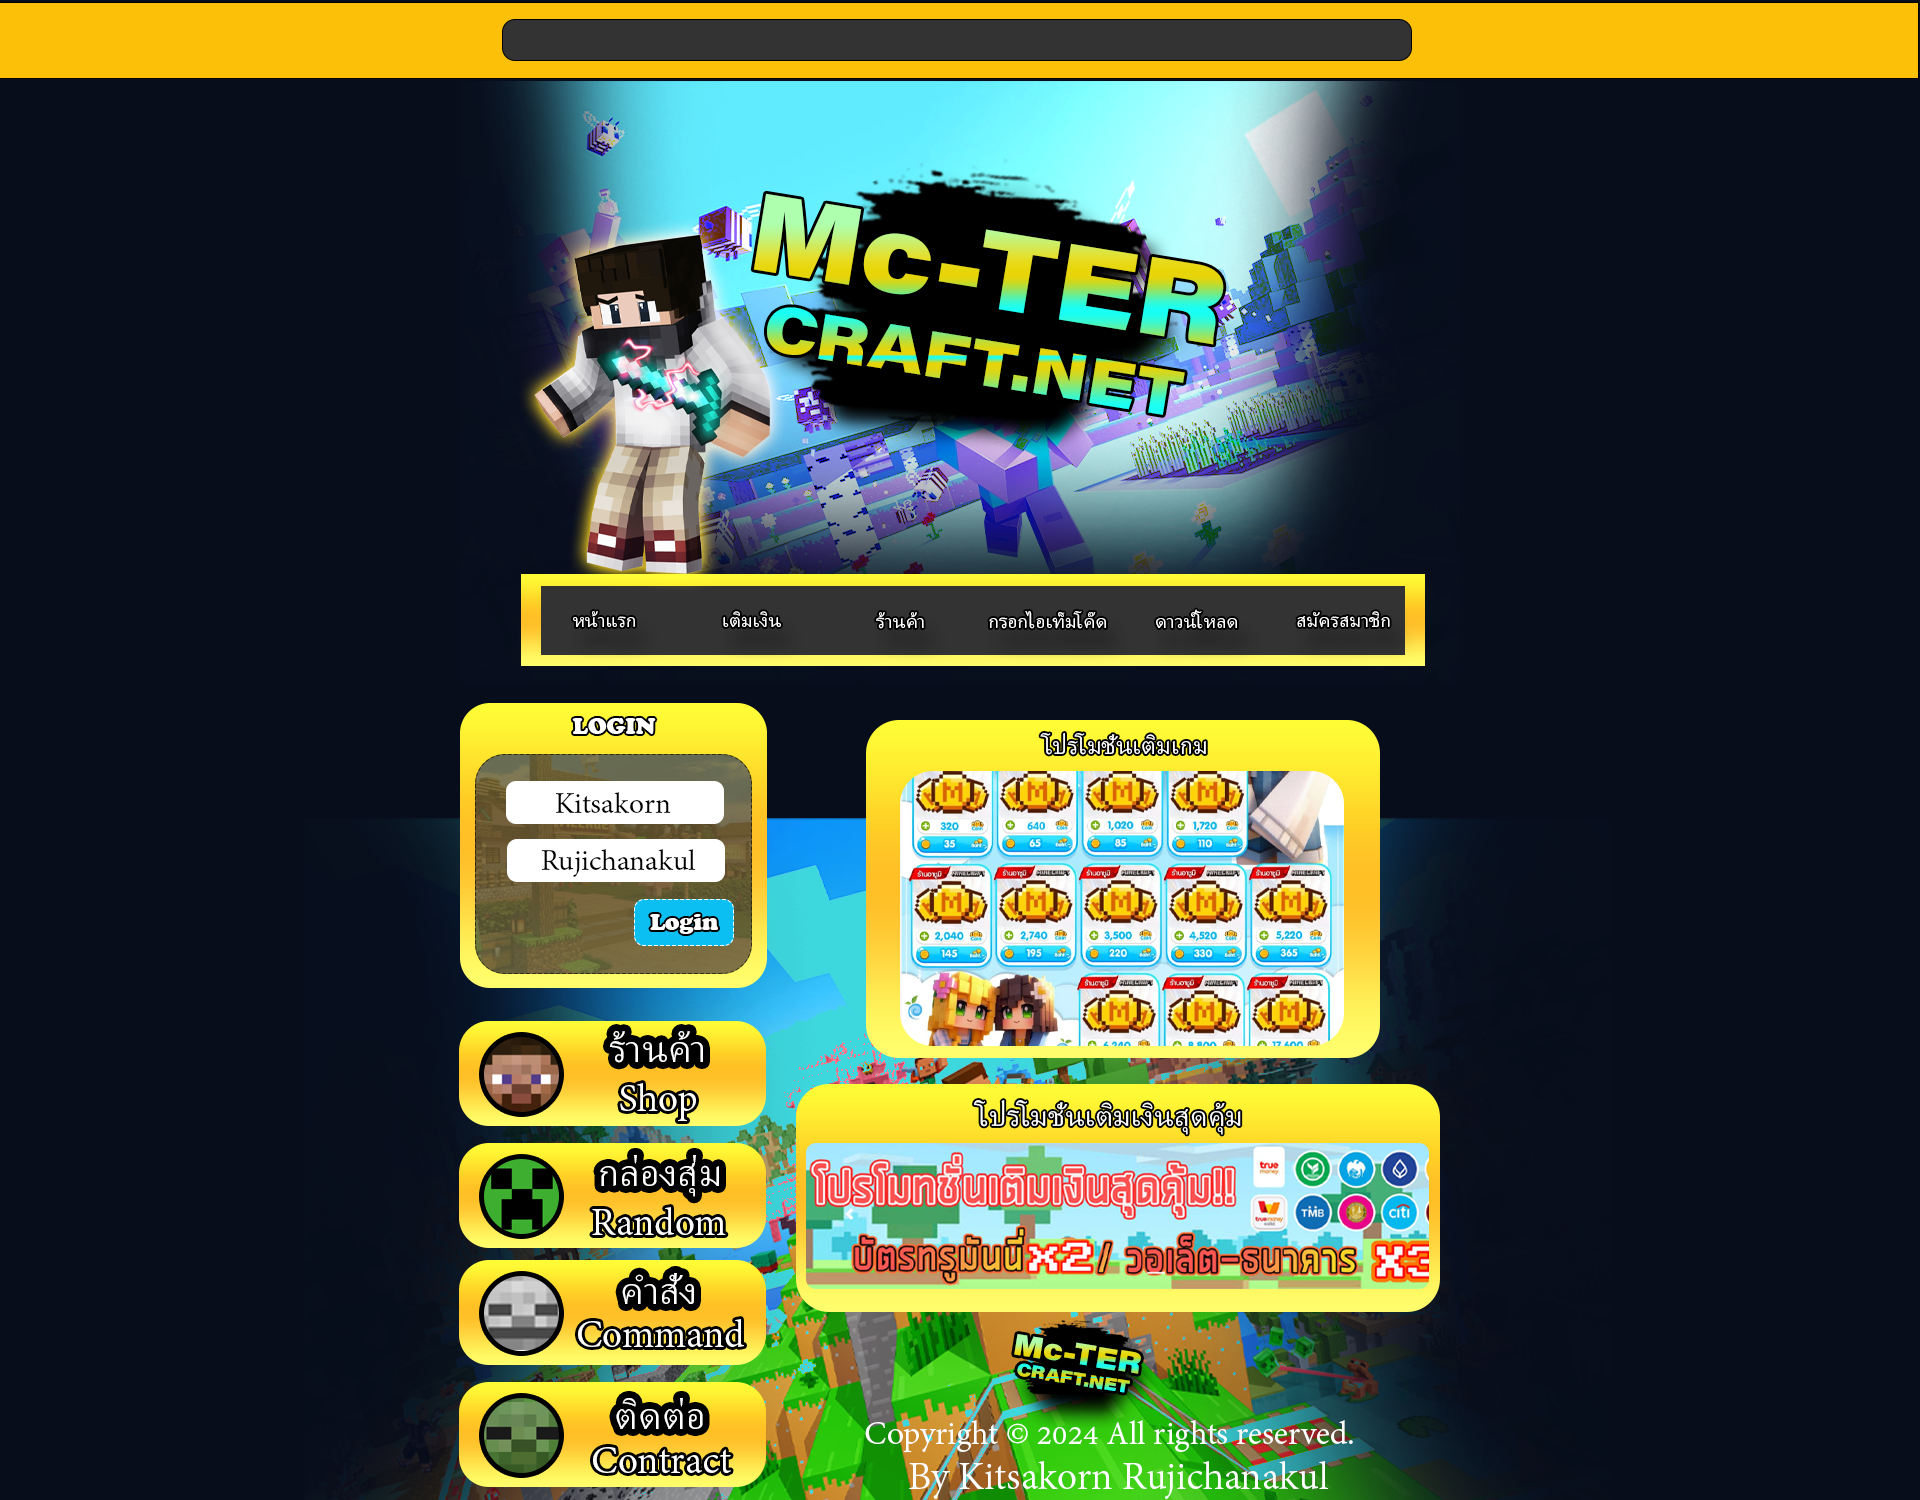 Mc-TER
CRAFT.NET
หน้าแรก เติมเงิน ร้านค้า กรอกไอเท็มโค๊ด ดาวน์โหลด สมัครสมาชิก
LOGIN
Kitsakorn
Rujichanakul
Login
โปรโมชั่นเติมเกม
320 640 1,020 1,720
35 65 85 110
2,040 2,740 3,500 4,520 5,220
145 195 220 330 365
6,240 8,800 17,600
ร้านค้า
Shop
กล่องสุ่ม
Random
คำสั่ง
Command
ติดต่อ
Contract
โปรโมชั่นเติมเงินสุดคุ้ม
โปรโมทชั่นเติมเงินสุดคุ้ม!!
true money
TMB citi
บัตรทรูมันนี่ x2 / วอเล็ต-ธนาคาร x3
Mc-TER
CRAFT.NET
Copyright © 2024 All rights reserved.
By Kitsakorn Rujichanakul